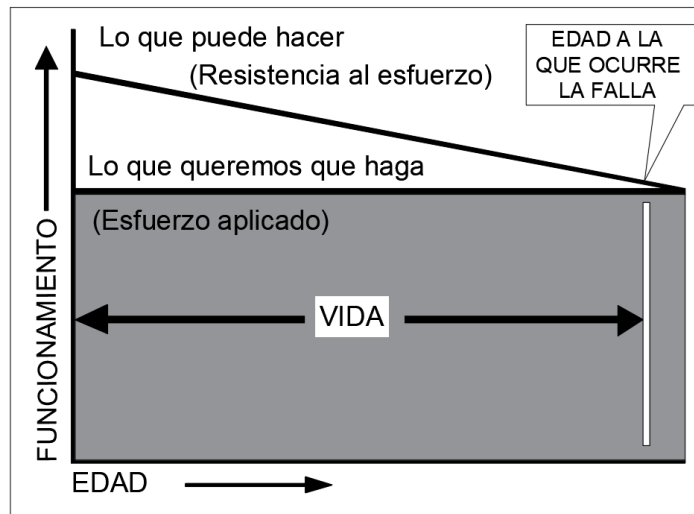 Lo que puede hacer
(Resistencia al esfuerzo)
EDAD A LA
QUE OCURRE
LA FALLA
Lo que queremos que haga
(Esfuerzo aplicado)
VIDA
FUNCIONAMIENTO
EDAD